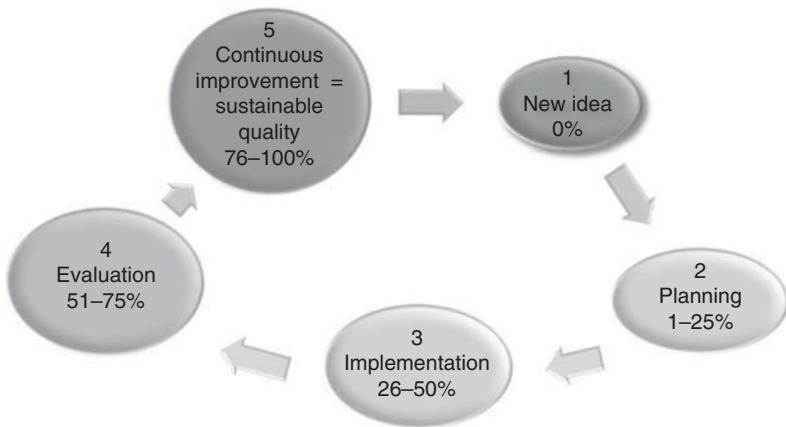 5
Continuous
improvement =
sustainable
quality
76–100%
1
New idea
0%
2
Planning
1–25%
3
Implementation
26–50%
4
Evaluation
51–75%